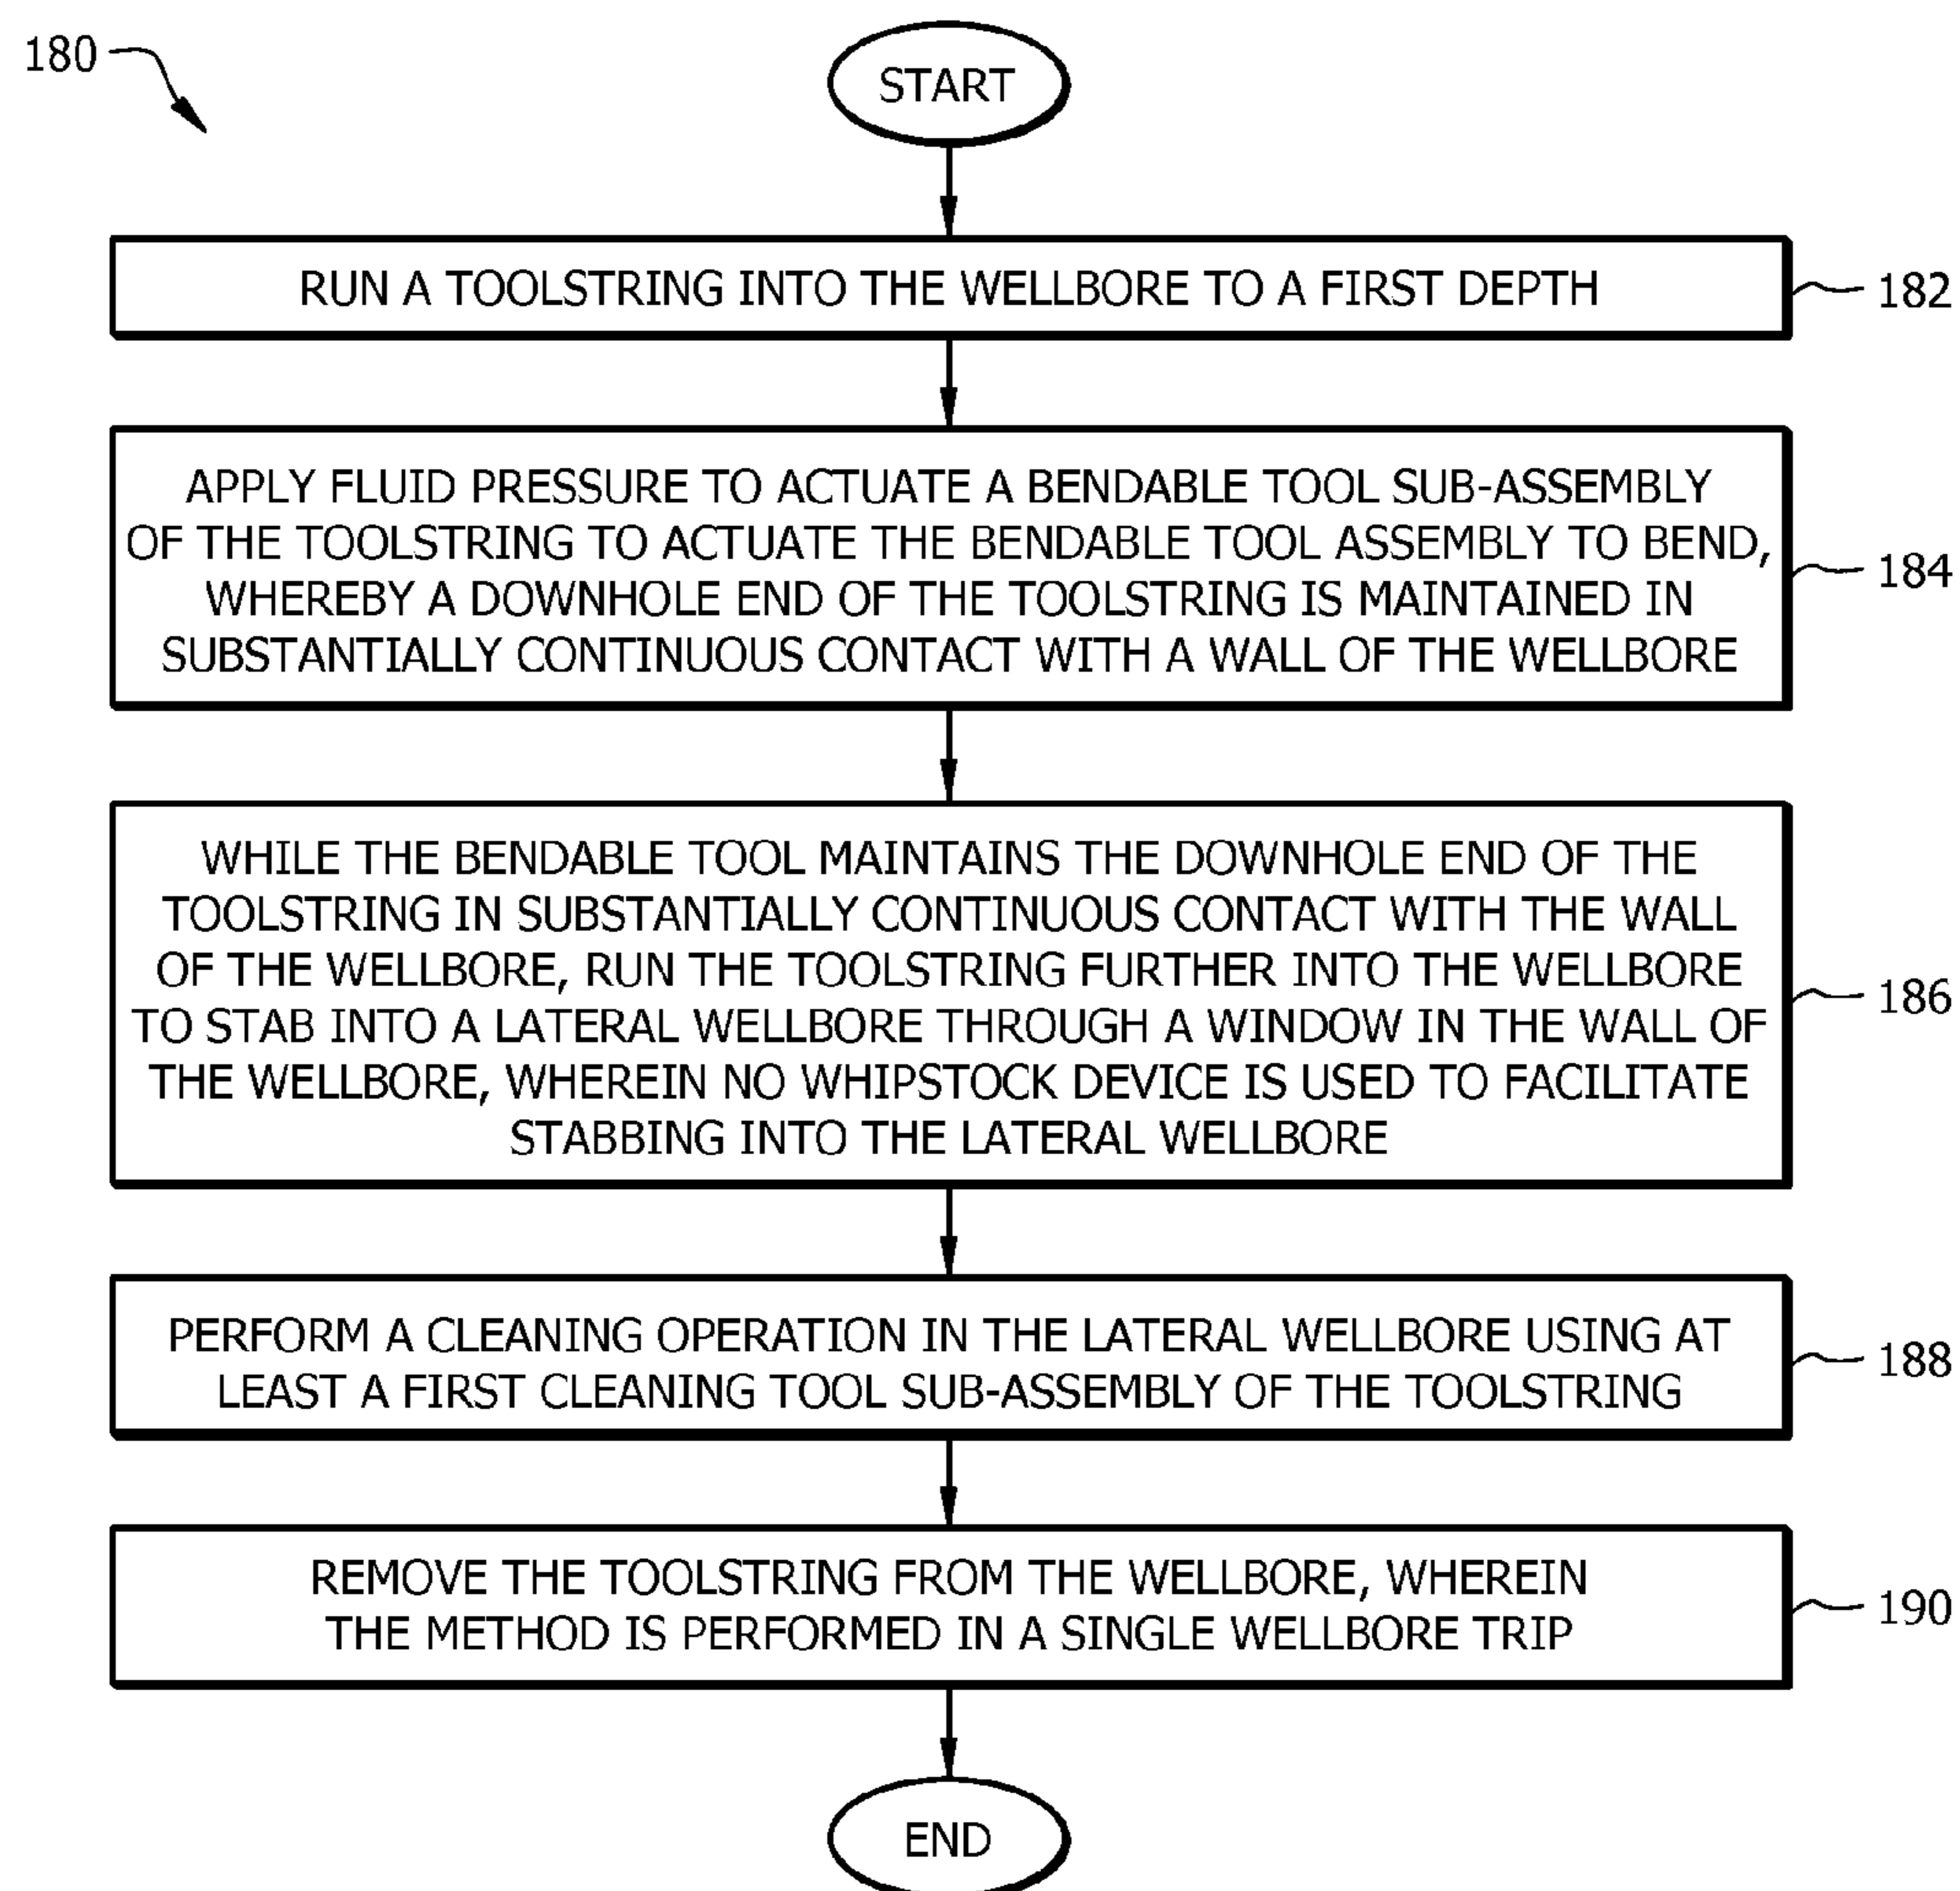 180
START
RUN A TOOLSTRING INTO THE WELLBORE TO A FIRST DEPTH
182
APPLY FLUID PRESSURE TO ACTUATE A BENDABLE TOOL SUB-ASSEMBLY
OF THE TOOLSTRING TO ACTUATE THE BENDABLE TOOL ASSEMBLY TO BEND,
WHEREBY A DOWNHOLE END OF THE TOOLSTRING IS MAINTAINED IN
SUBSTANTIALLY CONTINUOUS CONTACT WITH A WALL OF THE WELLBORE
184
WHILE THE BENDABLE TOOL MAINTAINS THE DOWNHOLE END OF THE
TOOLSTRING IN SUBSTANTIALLY CONTINUOUS CONTACT WITH THE WALL
OF THE WELLBORE, RUN THE TOOLSTRING FURTHER INTO THE WELLBORE
TO STAB INTO A LATERAL WELLBORE THROUGH A WINDOW IN THE WALL OF
THE WELLBORE, WHEREIN NO WHIPSTOCK DEVICE IS USED TO FACILITATE
STABBING INTO THE LATERAL WELLBORE
186
PERFORM A CLEANING OPERATION IN THE LATERAL WELLBORE USING AT
LEAST A FIRST CLEANING TOOL SUB-ASSEMBLY OF THE TOOLSTRING
188
REMOVE THE TOOLSTRING FROM THE WELLBORE, WHEREIN
THE METHOD IS PERFORMED IN A SINGLE WELLBORE TRIP
190
END